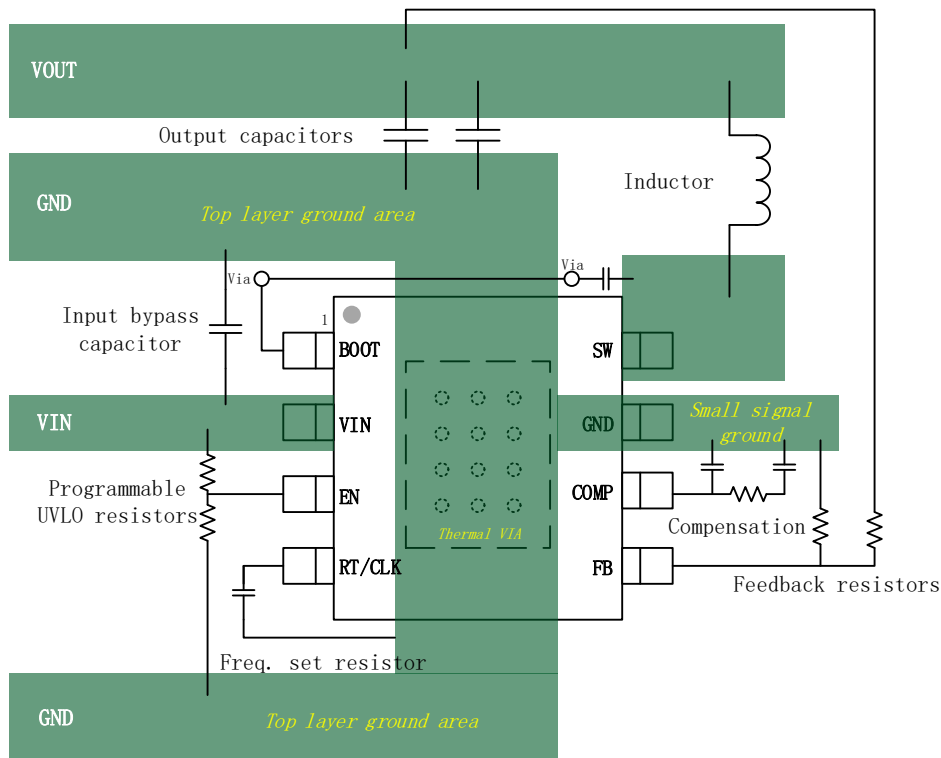 VOUT
Output capacitors
Inductor
GND
Top layer ground area
Via
Via
Input bypass
capacitor
1
BOOT
SW
VIN
VIN
GND
Small signal
ground
Programmable
UVLO resistors
EN
COMP
Compensation
Thermal VIA
RT/CLK
FB
Feedback resistors
Freq. set resistor
GND
Top layer ground area